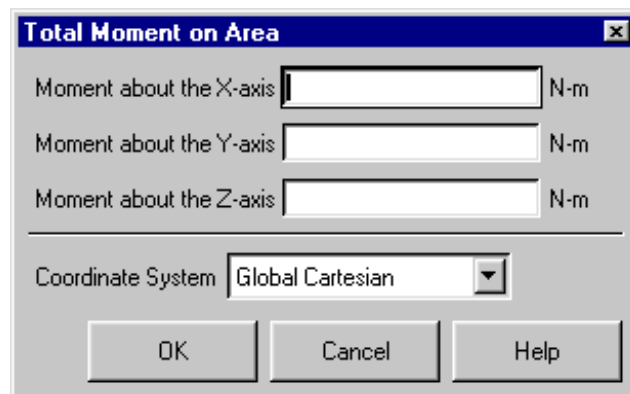 Total Moment on Area
Moment about the X-axis N-m
Moment about the Y-axis N-m
Moment about the Z-axis N-m
Coordinate System Global Cartesian
OK Cancel Help